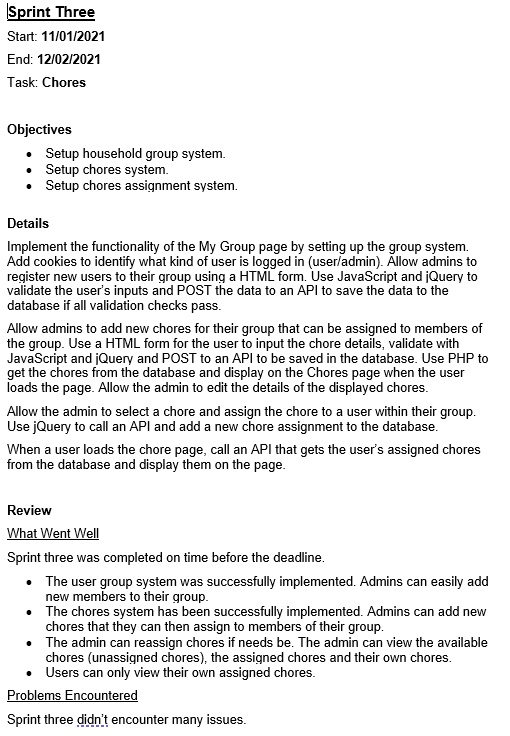 Sprint Three
Start: 11/01/2021
End: 12/02/2021
Task: Chores
Objectives
• Setup household group system.
• Setup chores system.
• Setup chores assignment system.
Details
Implement the functionality of the My Group page by setting up the group system.
Add cookies to identify what kind of user is logged in (user/admin). Allow admins to
register new users to their group using a HTML form. Use JavaScript and jQuery to
validate the user's inputs and POST the data to an API to save the data to the
database if all validation checks pass.
Allow admins to add new chores for their group that can be assigned to members of
the group. Use a HTML form for the user to input the chore details, validate with
JavaScript and jQuery and POST to an API to be saved in the database. Use PHP to
get the chores from the database and display on the Chores page when the user
loads the page. Allow the admin to edit the details of the displayed chores.
Allow the admin to select a chore and assign the chore to a user within their group.
Use jQuery to call an API and add a new chore assignment to the database.
When a user loads the chore page, call an API that gets the user's assigned chores
from the database and display them on the page.
Review
What Went Well
Sprint three was completed on time before the deadline.
• The user group system was successfully implemented. Admins can easily add
new members to their group.
• The chores system has been successfully implemented. Admins can add new
chores that they can then assign to members of their group.
• The admin can reassign chores if needs be. The admin can view the available
chores (unassigned chores), the assigned chores and their own chores.
• Users can only view their own assigned chores.
Problems Encountered
Sprint three didn't encounter many issues.